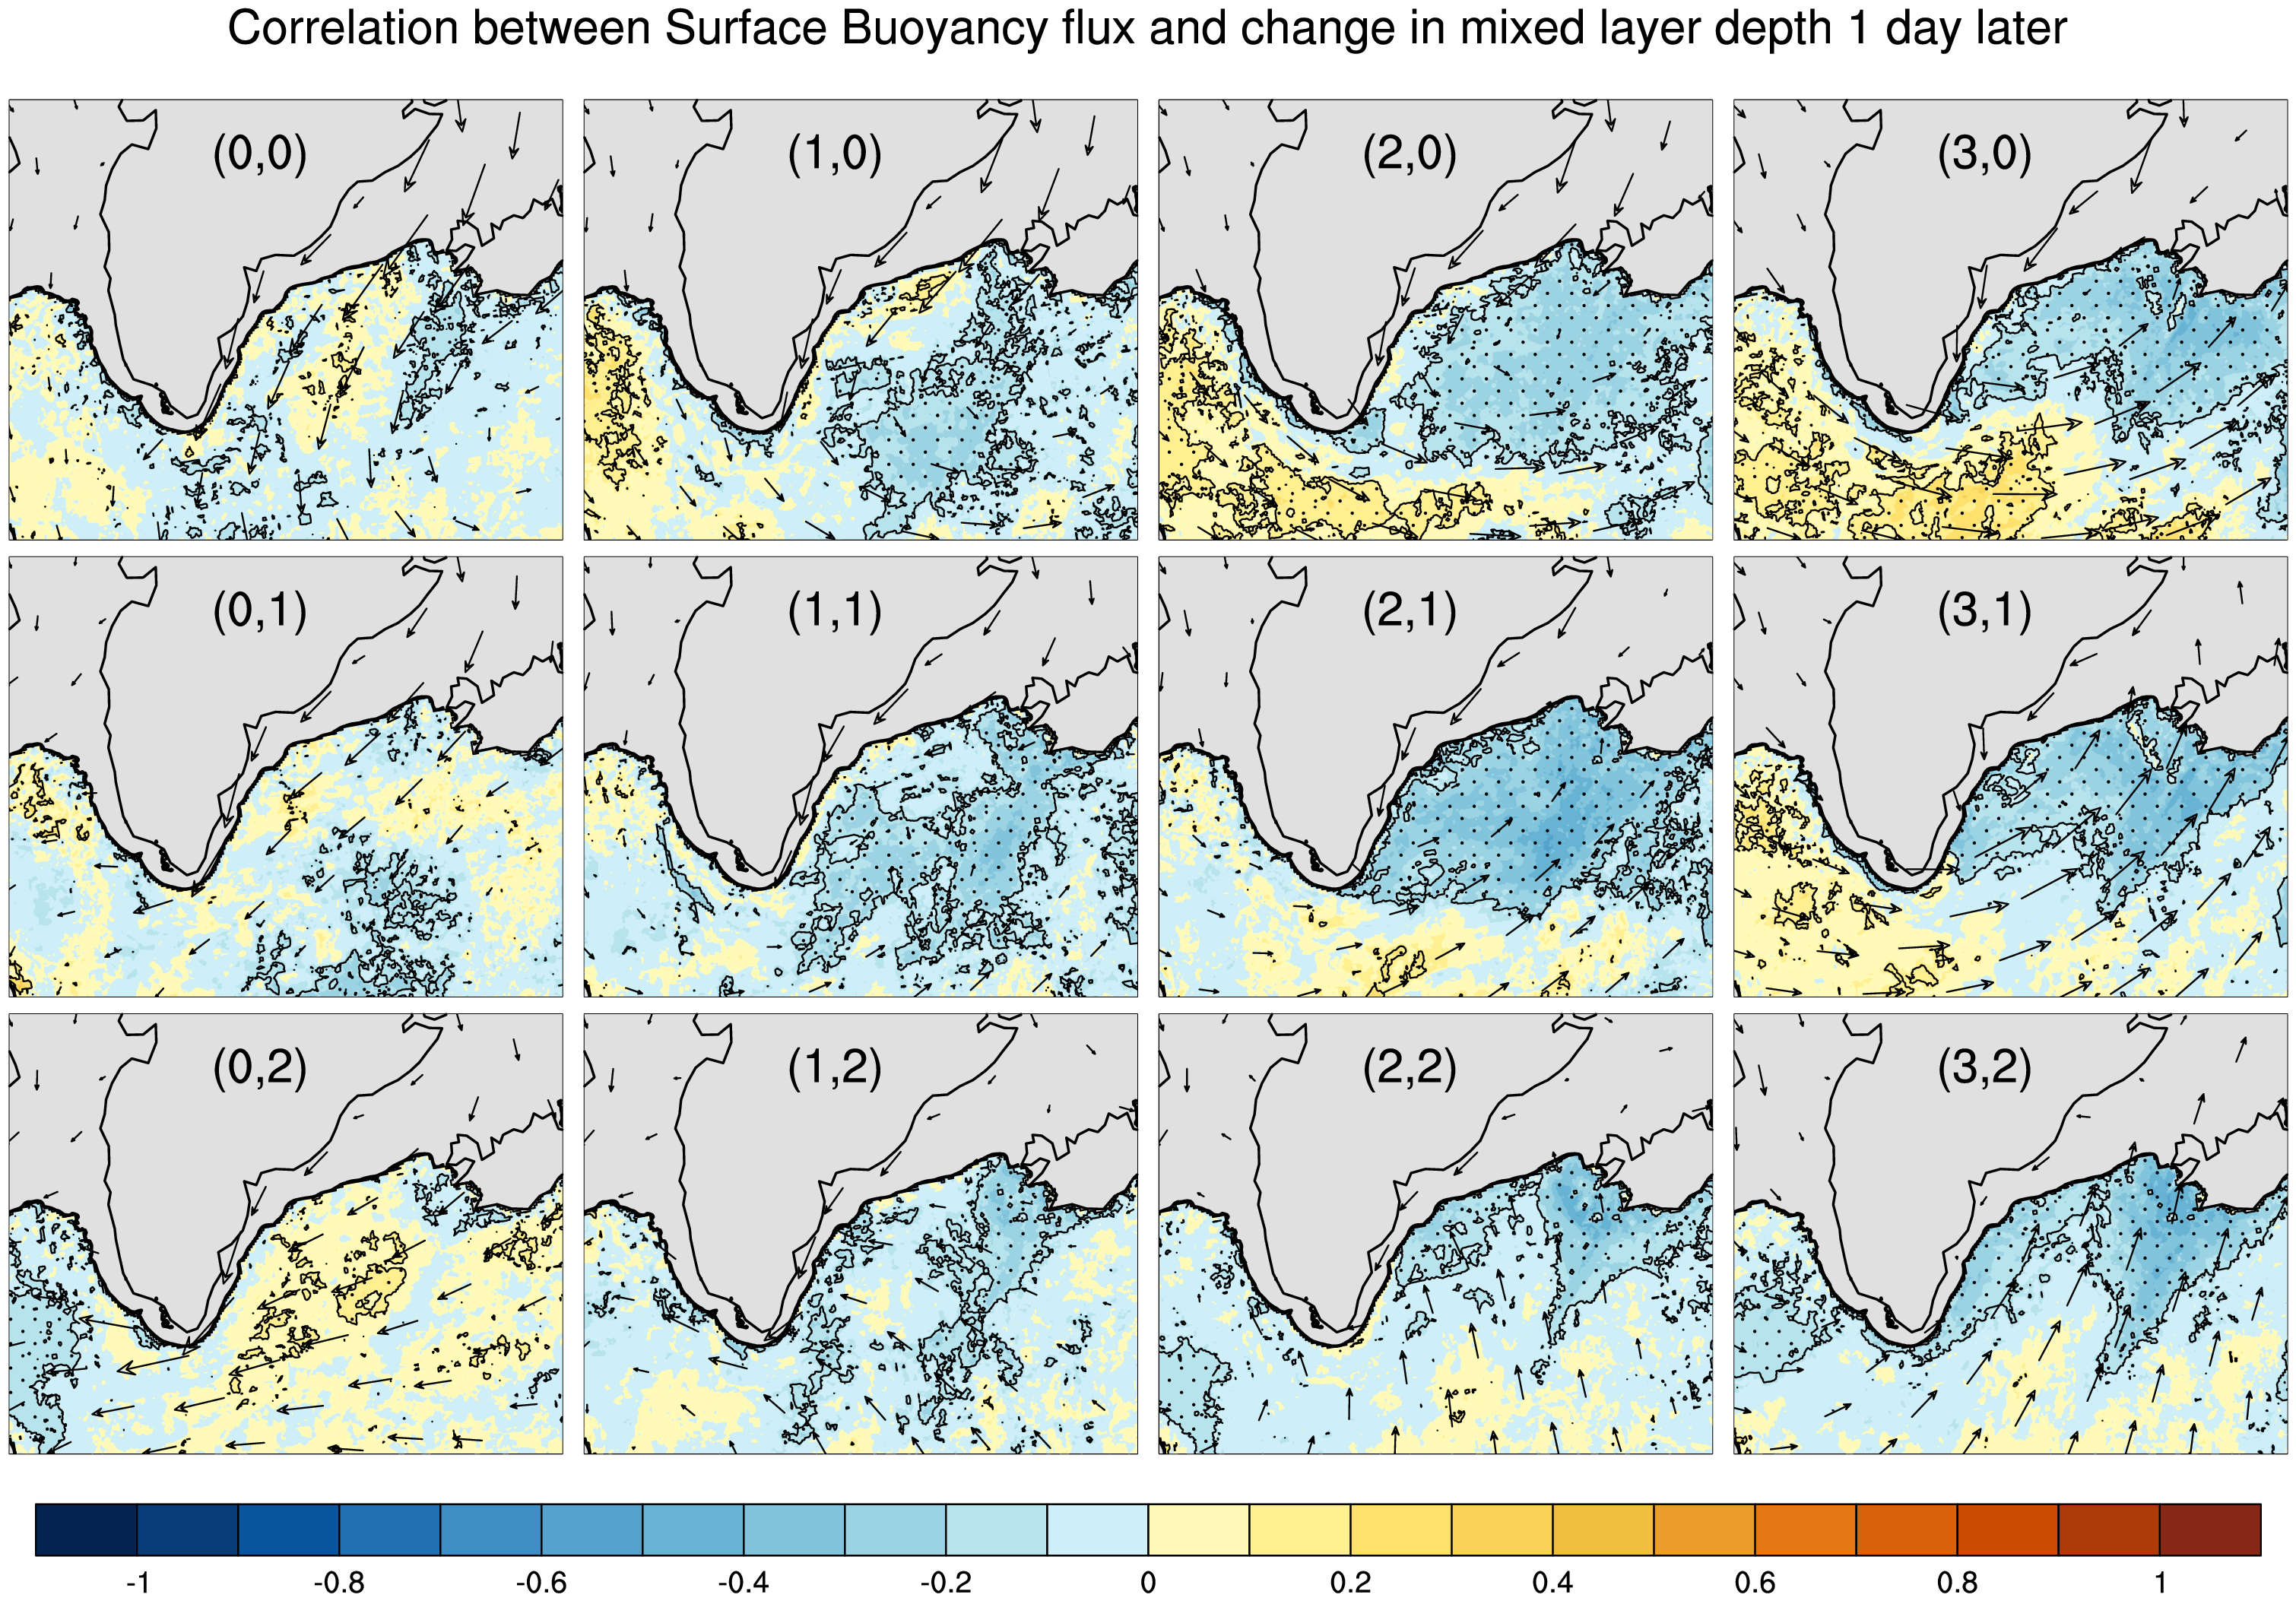 Correlation between Surface Buoyancy flux and change in mixed layer depth 1 day later
(0,0) (1,0) (2,0) (3,0)
(0,1) (1,1) (2,1) (3,1)
(0,2) (1,2) (2,2) (3,2)
-1 -0.8 -0.6 -0.4 -0.2 0 0.2 0.4 0.6 0.8 1